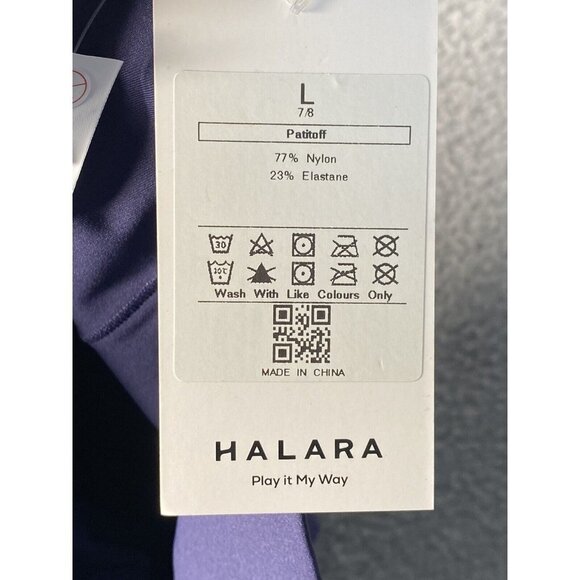 L
7/8
Patitoff
77% Nylon
23% Elastane
30
10°C
Wash With Like Colours Only
MADE IN CHINA
HALARA
Play it My Way